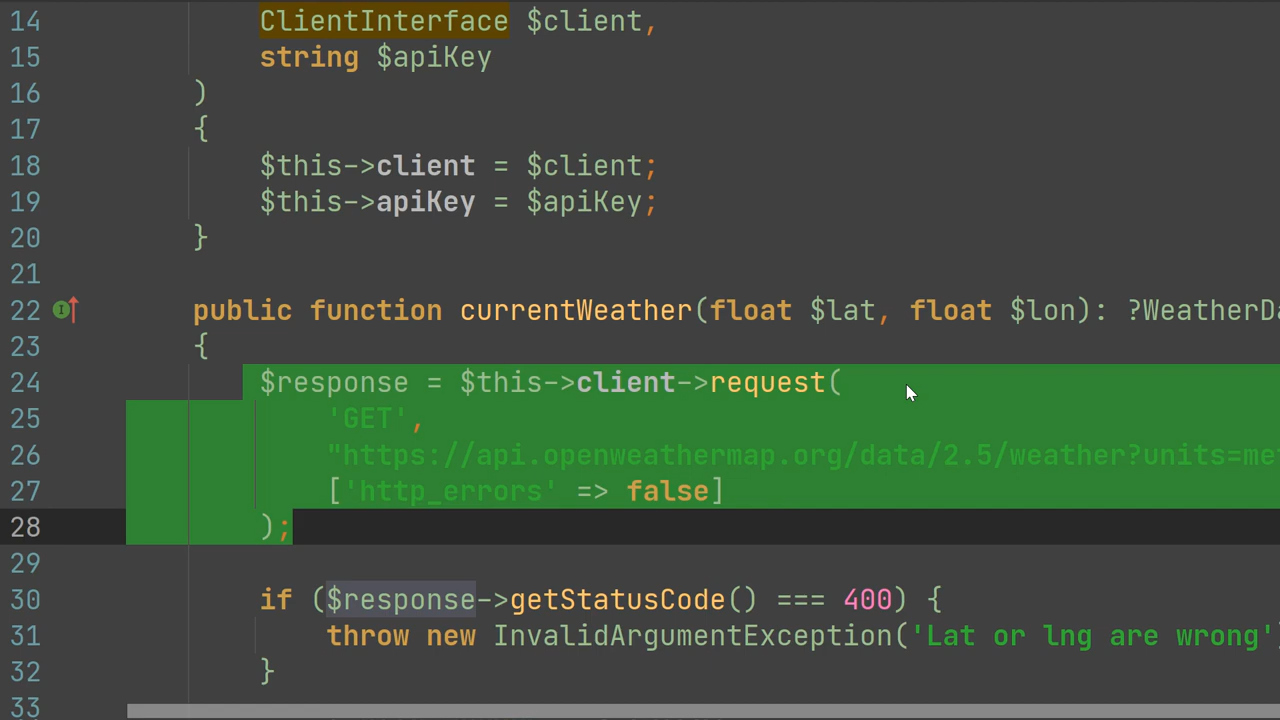 14 ClientInterface $client,
15 string $apiKey
16 )
17 {
18 $this->client = $client;
19 $this->apiKey = $apiKey;
20 }
21
22 public function currentWeather(float $lat, float $lon): ?WeatherDa
23 {
24 $response = $this->client->request(
25 'GET',
26 "https://api.openweathermap.org/data/2.5/weather?units=me
27 ['http_errors' => false]
28 );
29
30 if ($response->getStatusCode() === 400) {
31 throw new InvalidArgumentException('Lat or lng are wrong'
32 }
33